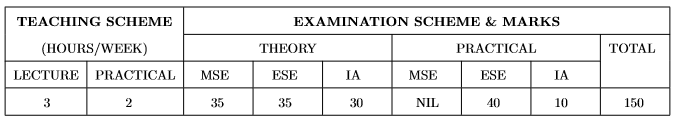 TEACHING SCHEME EXAMINATION SCHEME & MARKS
(HOURS/WEEK) THEORY PRACTICAL TOTAL
LECTURE PRACTICAL MSE ESE IA MSE ESE IA
3 2 35 35 30 NIL 40 10 150